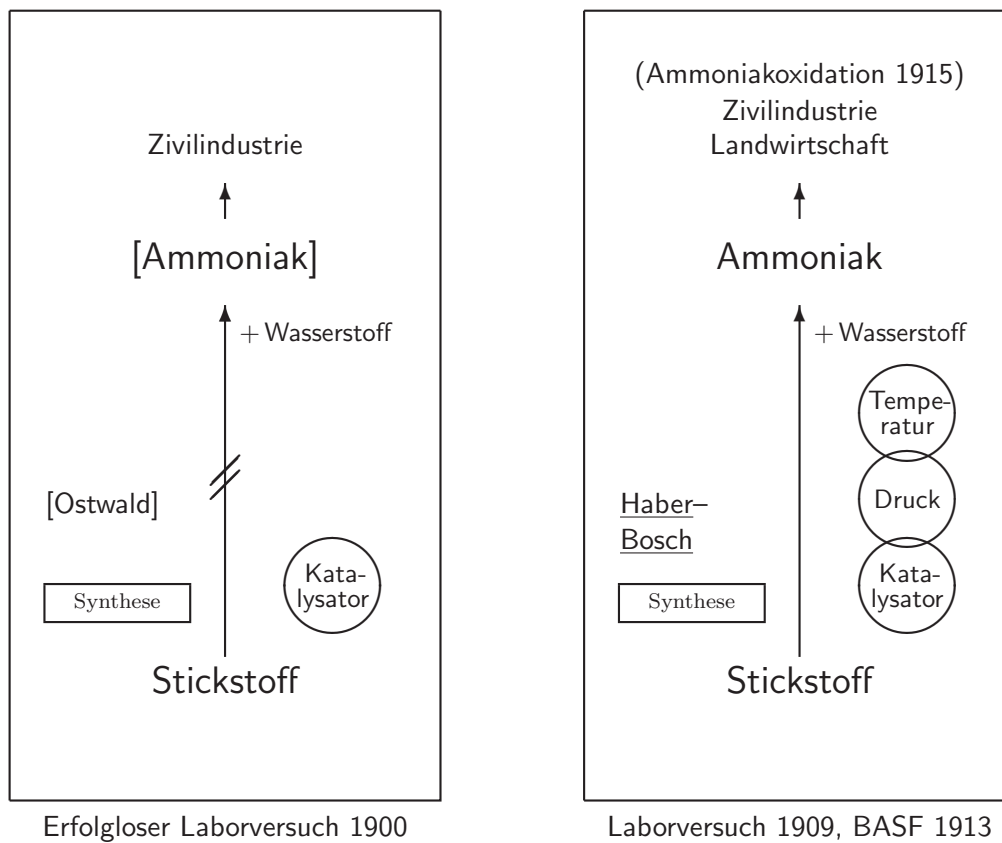 Zivilindustrie
[Ammoniak]
+ Wasserstoff
[Ostwald]
Kata-
lysator
Synthese
Stickstoff
Erfolgloser Laborversuch 1900
(Ammoniakoxidation 1915)
Zivilindustrie
Landwirtschaft
Ammoniak
+ Wasserstoff
Tempe-
ratur
Druck
Haber–
Bosch
Kata-
lysator
Synthese
Stickstoff
Laborversuch 1909, BASF 1913